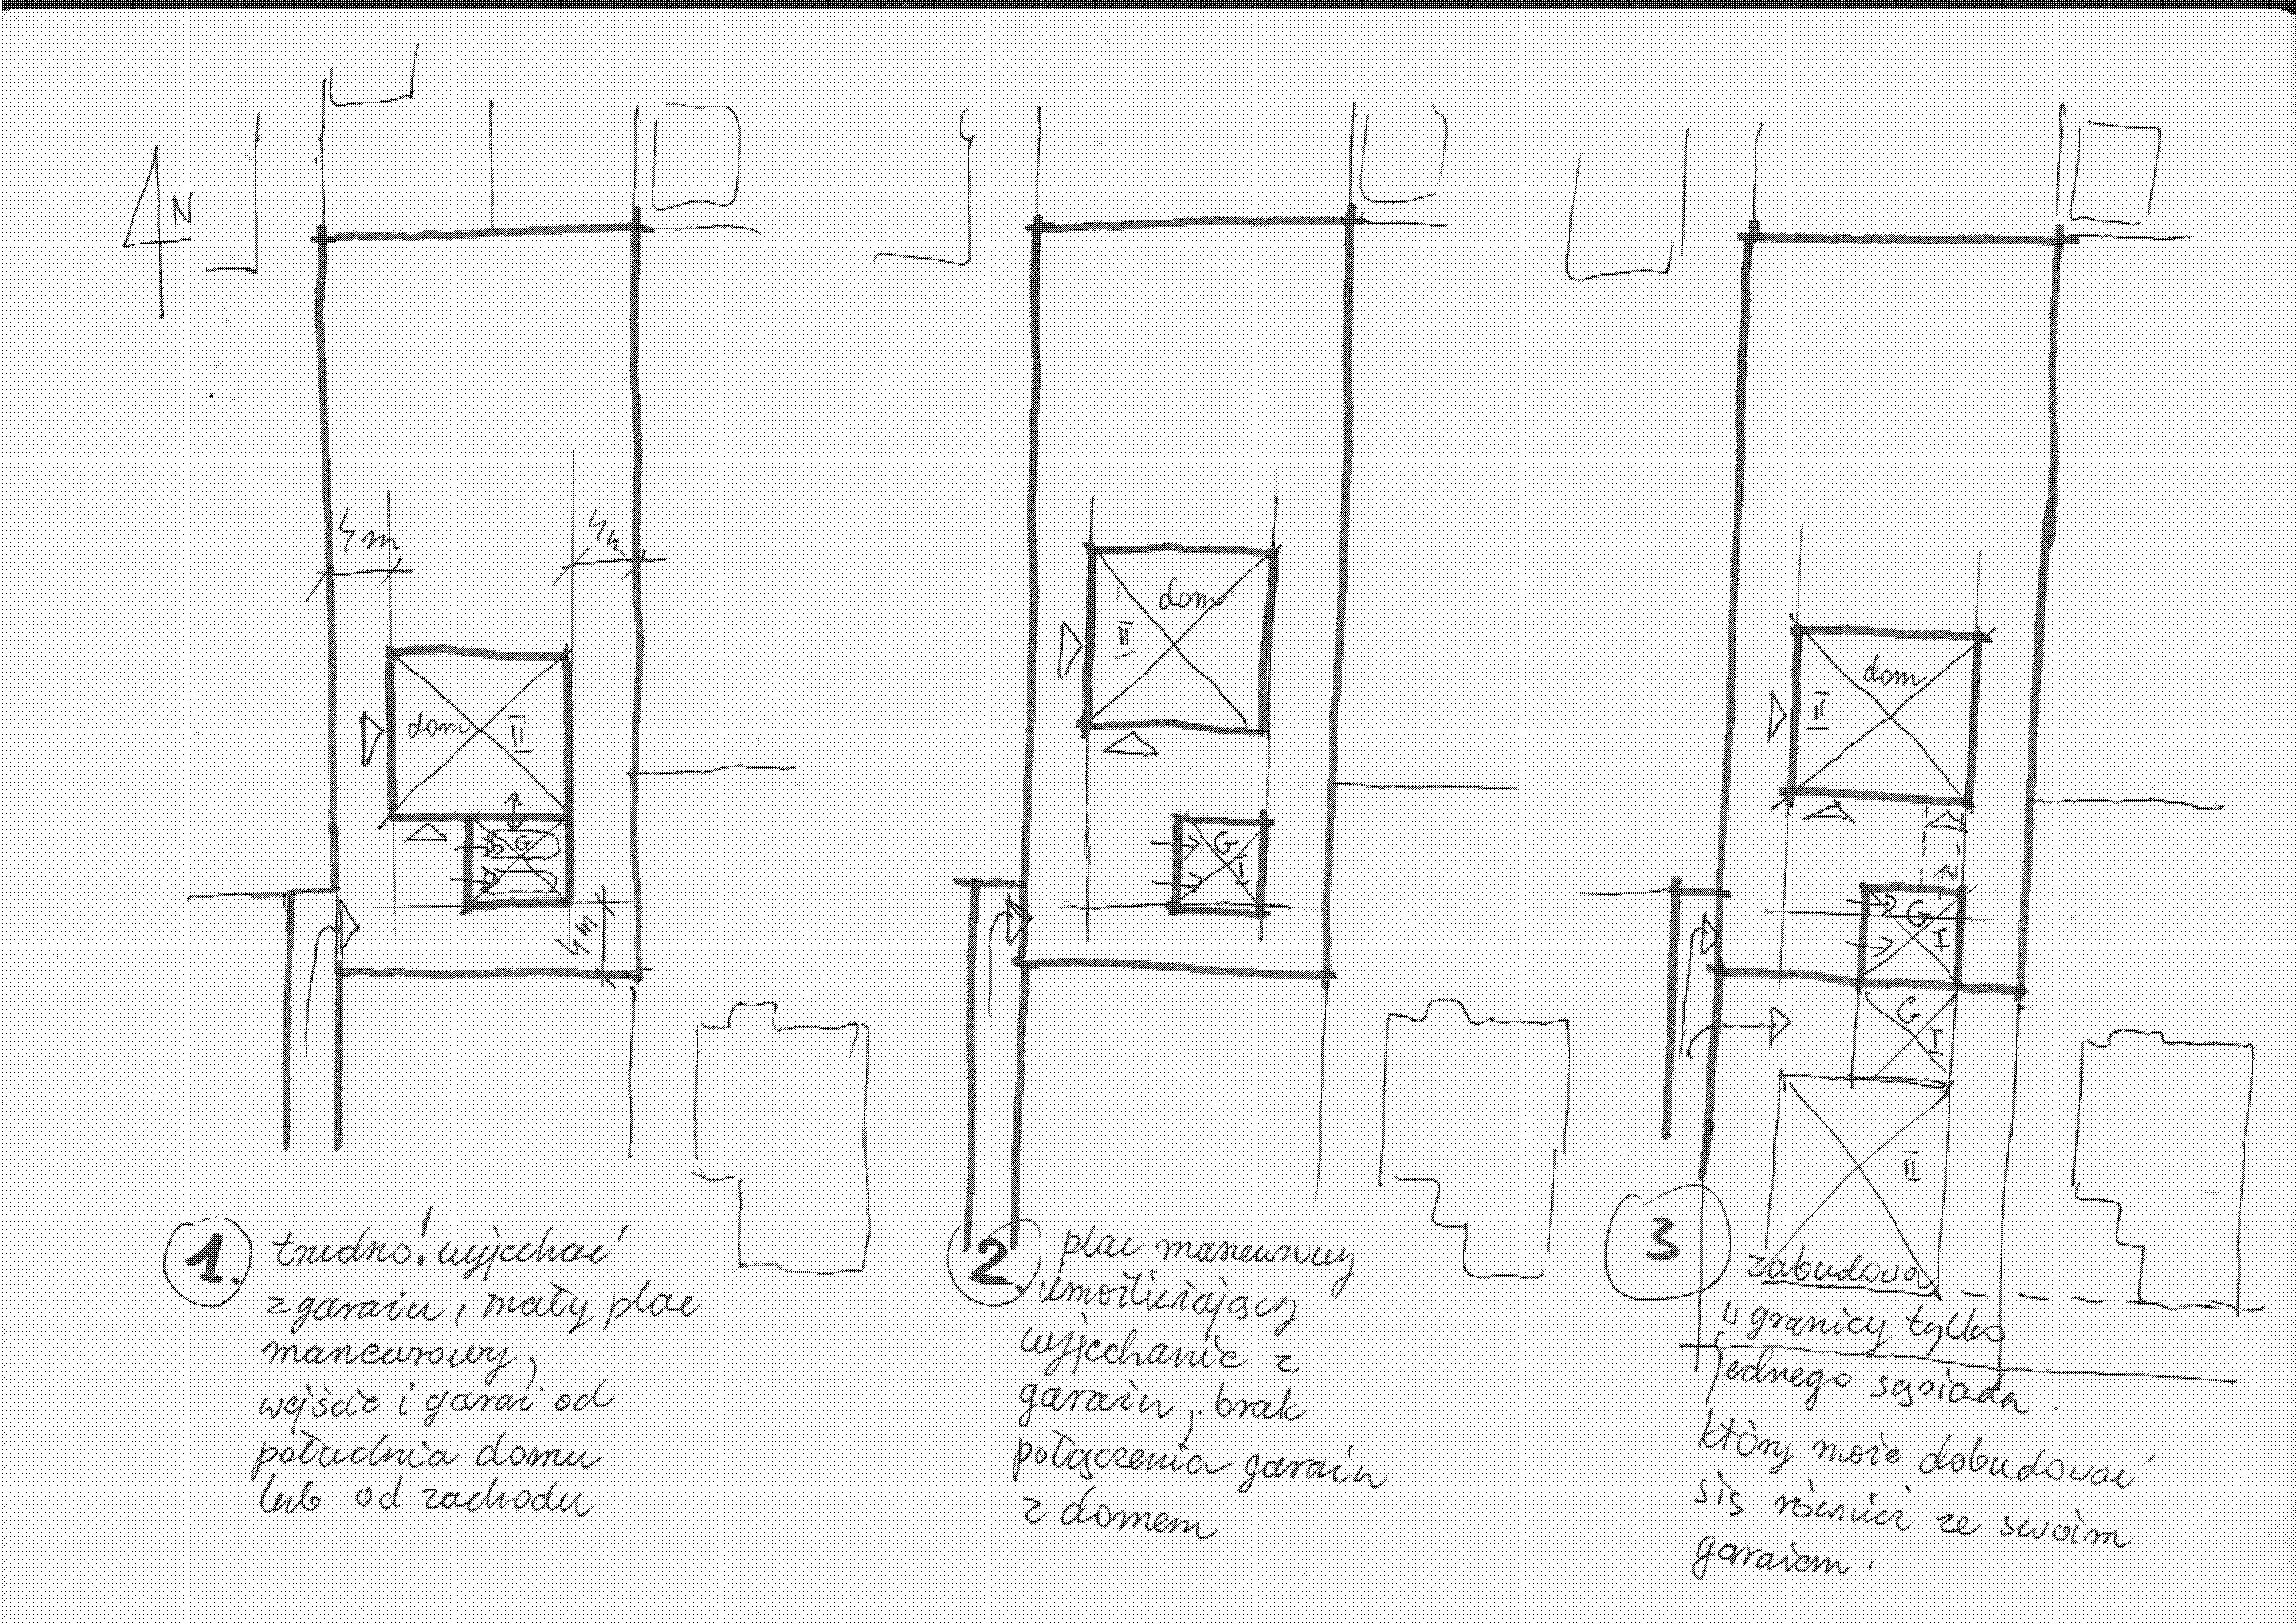 N
4m
4m
dom
II
G
4m
dom
II
G
I
dom
II
G
I
G
I
II
1. trudno! wyjechać
z garażu, mały plac
manewrowy,
wejście i garaż od
południa domu
lub od zachodu
2 plac manewrowy
umożliwiający
wyjechanie z
garażu, brak
połączenia garażu
z domem
3 zabudowa
w granicy tylko
jednego sąsiada.
który może dobudować
się również ze swoim
garażem.